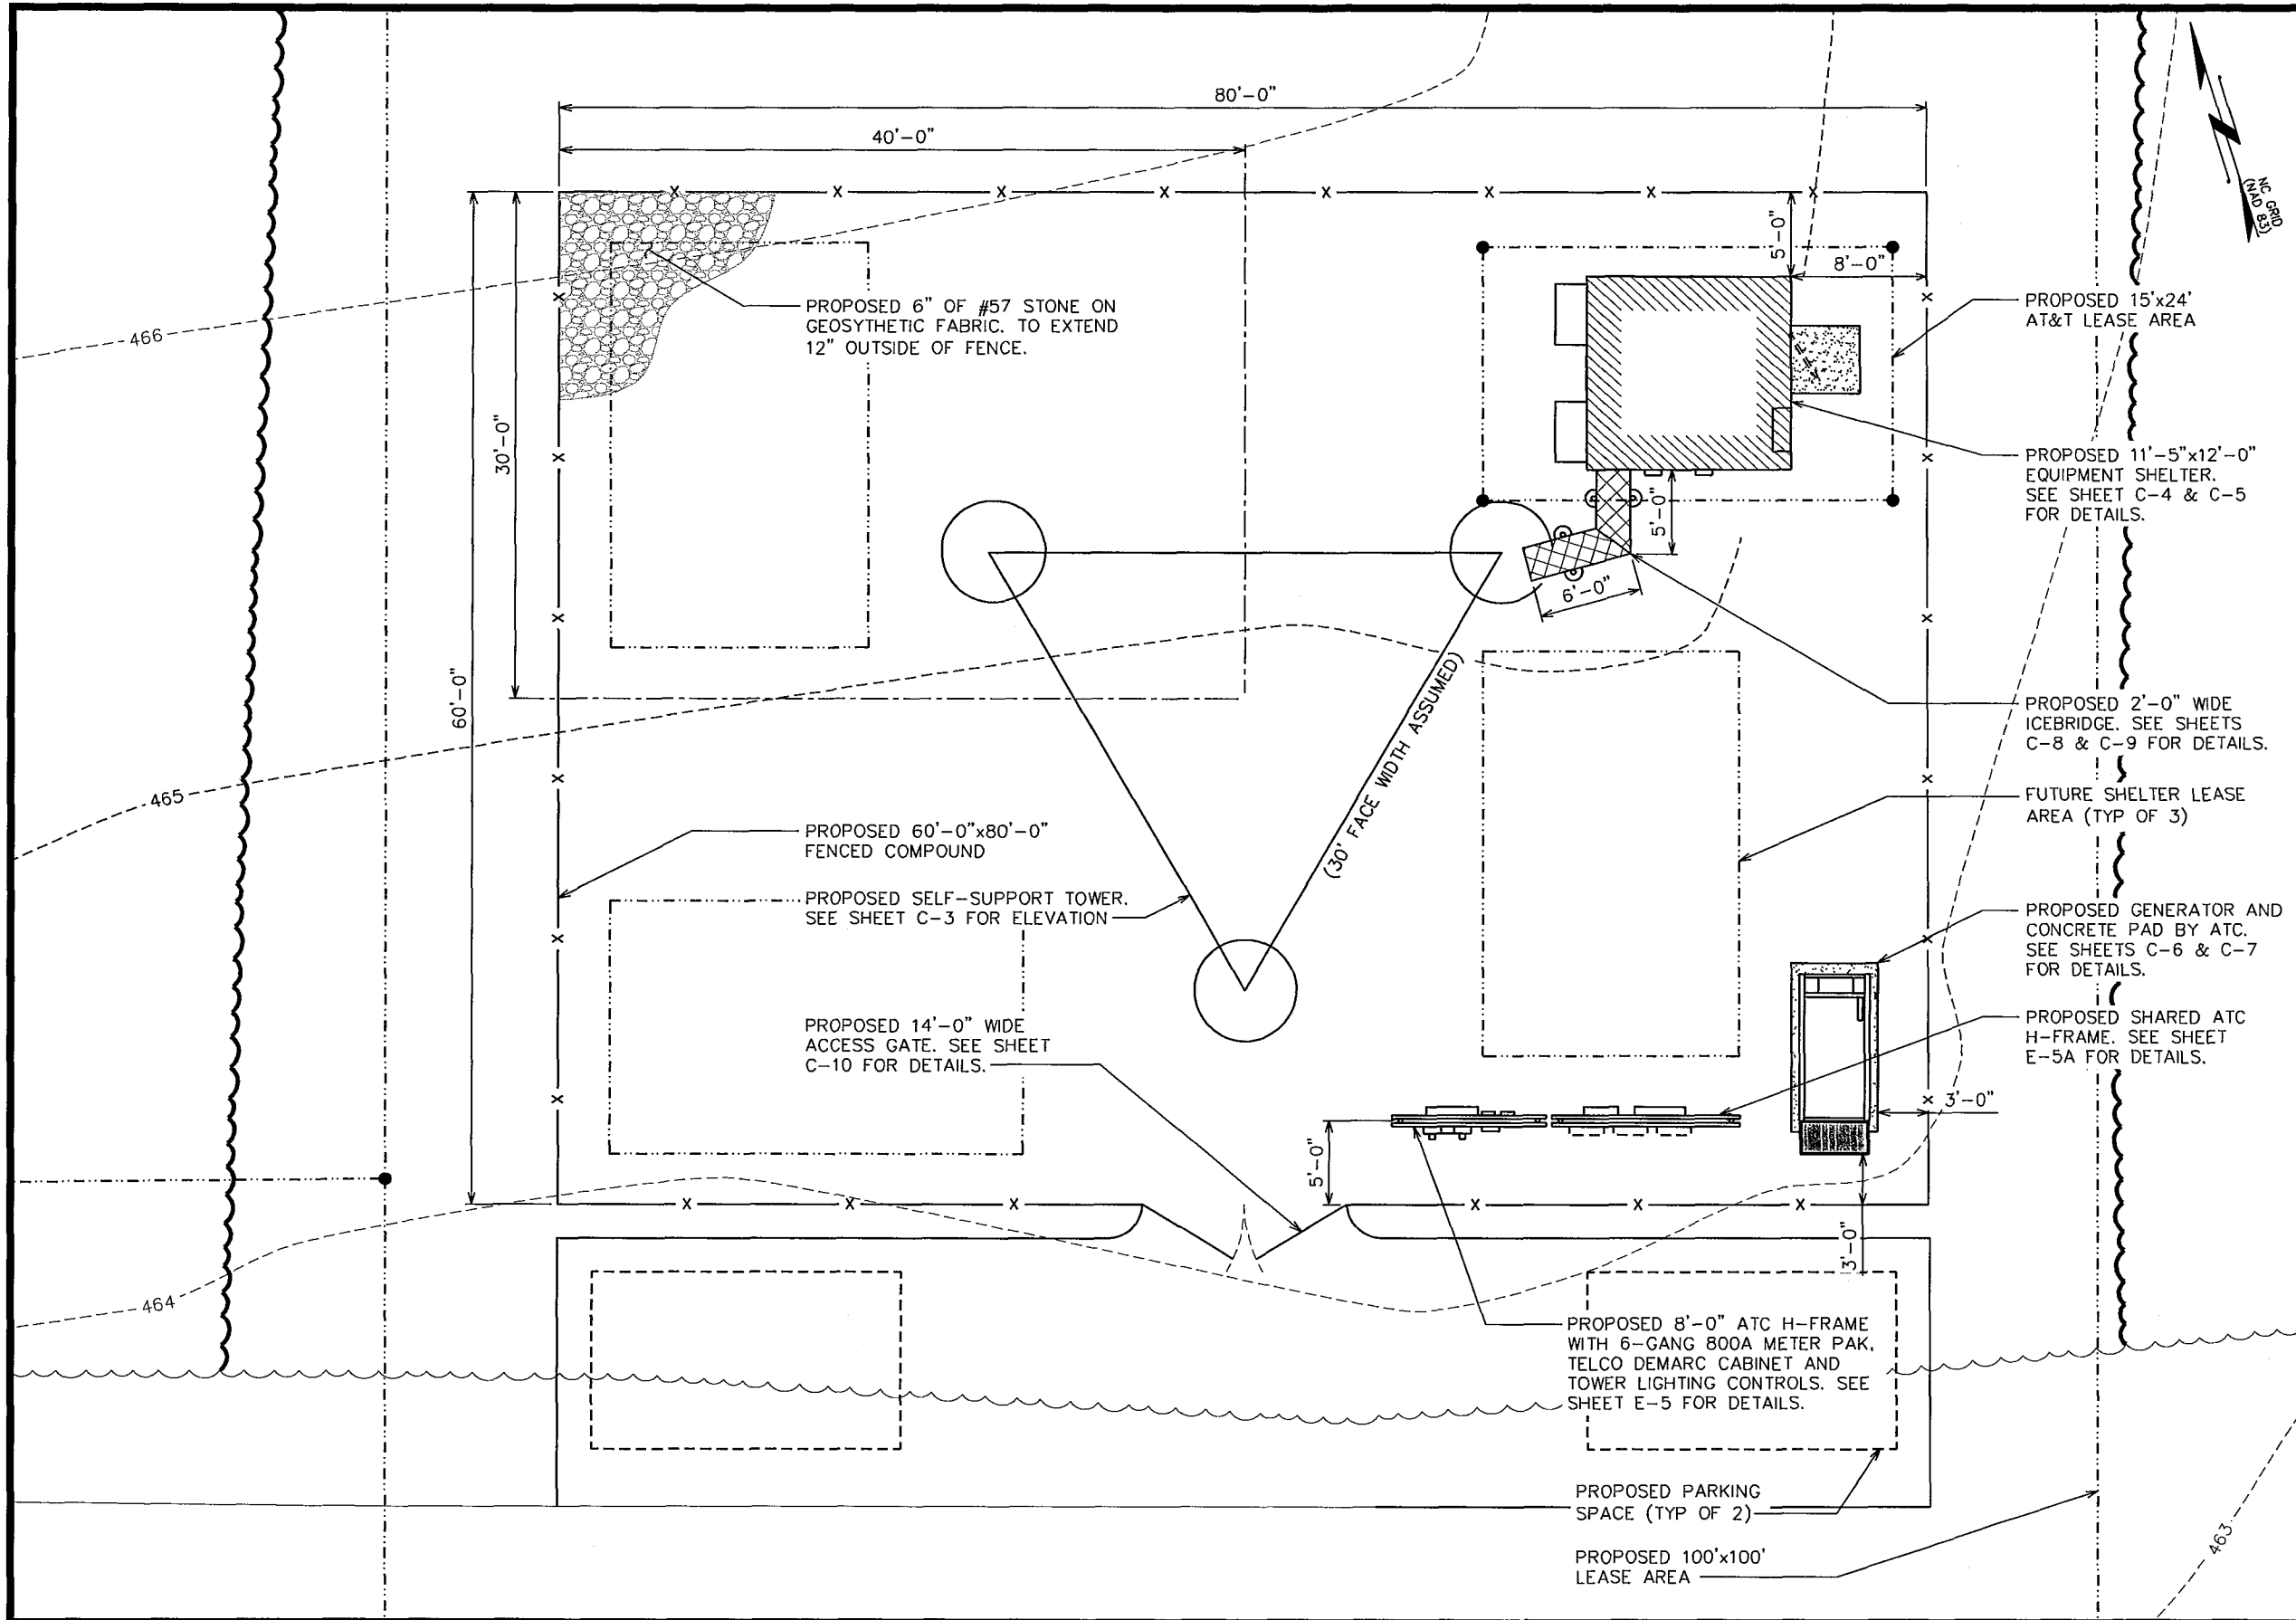 80'-0"
40'-0"
NC GRID
(NAD 83)
5'-0"
8'-0"
PROPOSED 6" OF #57 STONE ON
GEOSYTHETIC FABRIC. TO EXTEND
12" OUTSIDE OF FENCE.
PROPOSED 15'x24'
AT&T LEASE AREA
466
30'-0"
PROPOSED 11'-5"x12'-0"
EQUIPMENT SHELTER.
SEE SHEET C-4 & C-5
FOR DETAILS.
5'-0"
6'-0"
60'-0"
(30' FACE WIDTH ASSUMED)
PROPOSED 2'-0" WIDE
ICEBRIDGE. SEE SHEETS
C-8 & C-9 FOR DETAILS.
465
FUTURE SHELTER LEASE
AREA (TYP OF 3)
PROPOSED 60'-0"x80'-0"
FENCED COMPOUND
PROPOSED SELF-SUPPORT TOWER.
SEE SHEET C-3 FOR ELEVATION
PROPOSED GENERATOR AND
CONCRETE PAD BY ATC.
SEE SHEETS C-6 & C-7
FOR DETAILS.
PROPOSED 14'-0" WIDE
ACCESS GATE. SEE SHEET
C-10 FOR DETAILS.
PROPOSED SHARED ATC
H-FRAME. SEE SHEET
E-5A FOR DETAILS.
3'-0"
5'-0"
3'-0"
464
PROPOSED 8'-0" ATC H-FRAME
WITH 6-GANG 800A METER PAK,
TELCO DEMARC CABINET AND
TOWER LIGHTING CONTROLS. SEE
SHEET E-5 FOR DETAILS.
PROPOSED PARKING
SPACE (TYP OF 2)
463
PROPOSED 100'x100'
LEASE AREA